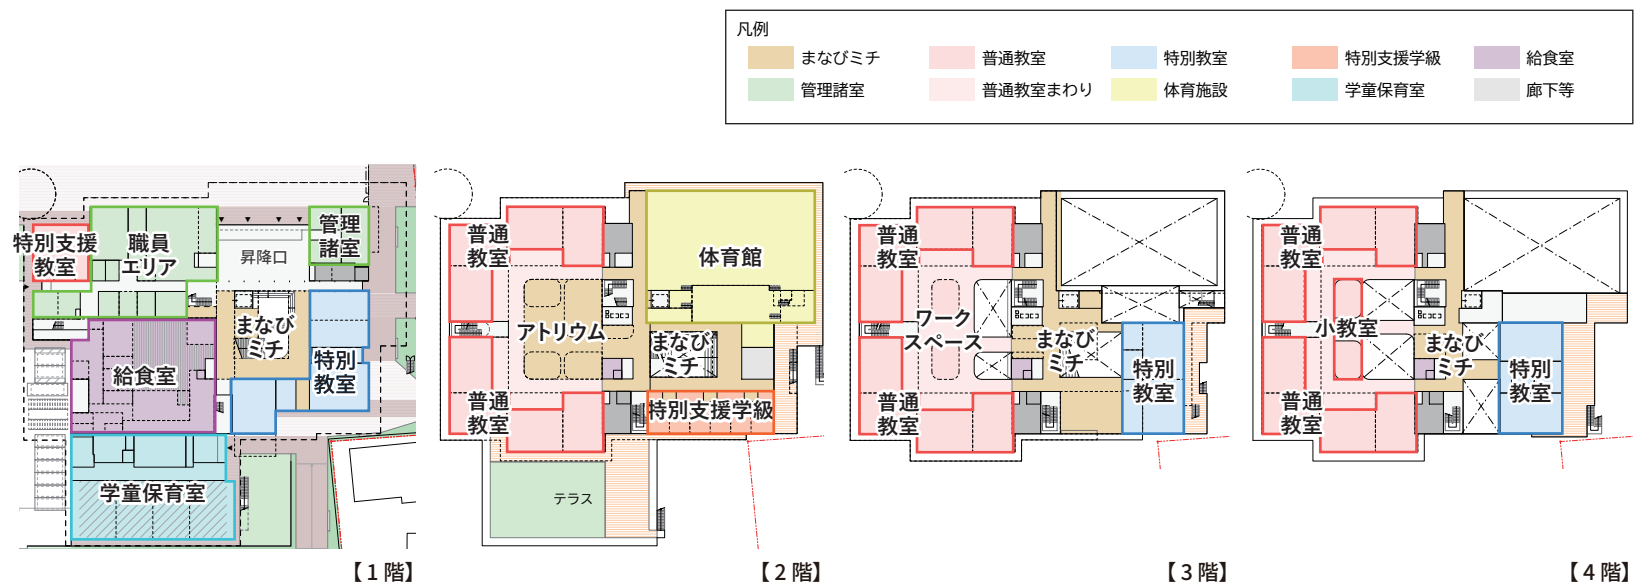 凡例
まなびミチ
普通教室
特別教室
特別支援学級
給食室
管理諸室
普通教室まわり
体育施設
学童保育室
廊下等
特別支援
教室
職員
エリア
昇降口
管理
諸室
まなび
ミチ
特別
教室
給食室
学童保育室
【1階】
普通
教室
体育館
アトリウム
まなび
ミチ
普通
教室
特別支援学級
テラス
【2階】
普通
教室
ワーク
スペース
まなび
ミチ
特別
教室
普通
教室
【3階】
普通
教室
小教室
まなび
ミチ
特別
教室
普通
教室
【4階】